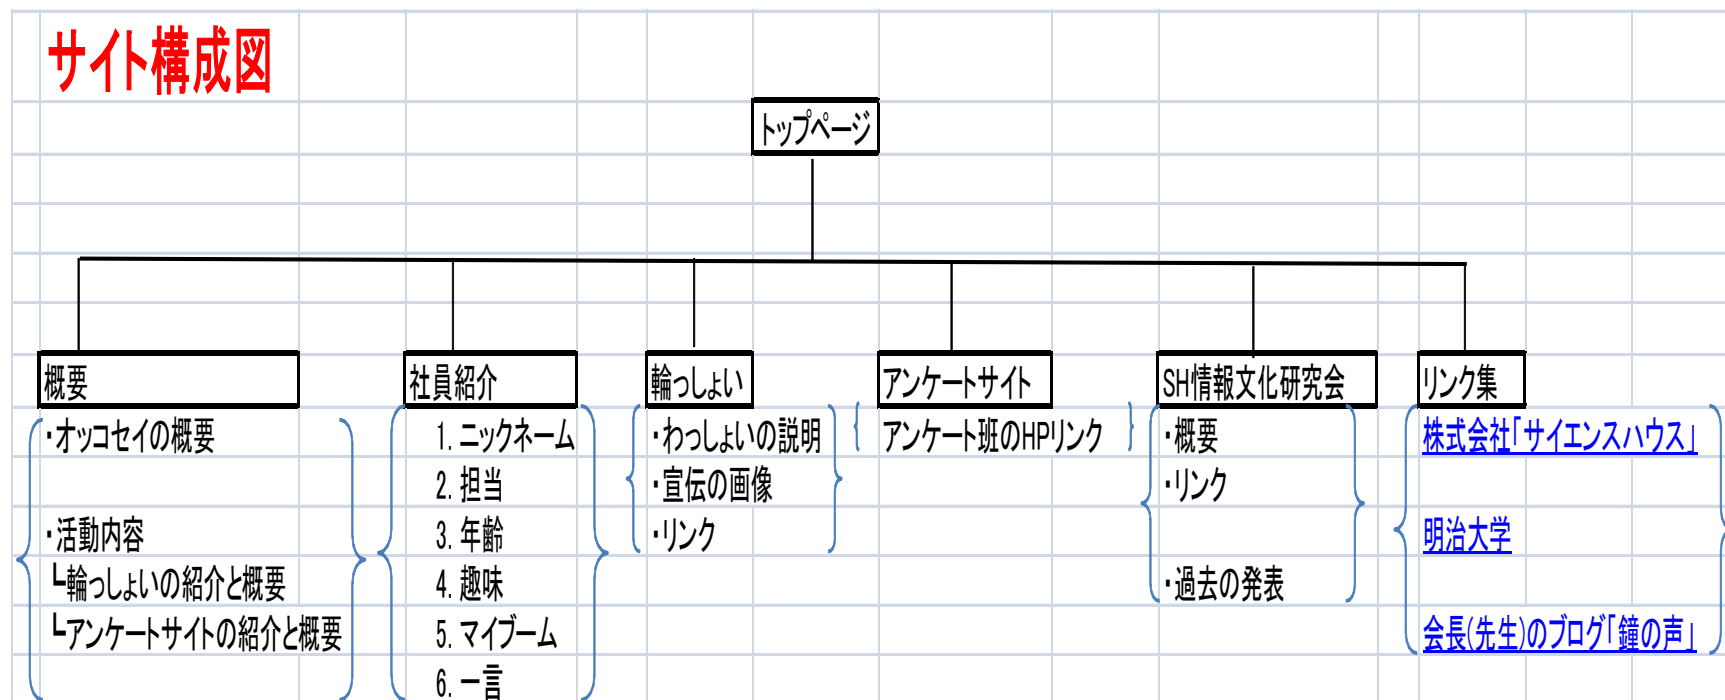 サイト構成図
トップページ
概要
・オッコセイの概要
・活動内容
┗輪っしょいの紹介と概要
┗アンケートサイトの紹介と概要
社員紹介
1. ニックネーム
2. 担当
3. 年齢
4. 趣味
5. マイブーム
6. 一言
輪っしょい
・わっしょいの説明
・宣伝の画像
・リンク
アンケートサイト
アンケート班のHPリンク
SH情報文化研究会
・概要
・リンク
・過去の発表
リンク集
株式会社「サイエンスハウス」
明治大学
会長(先生)のブログ「鐘の声」